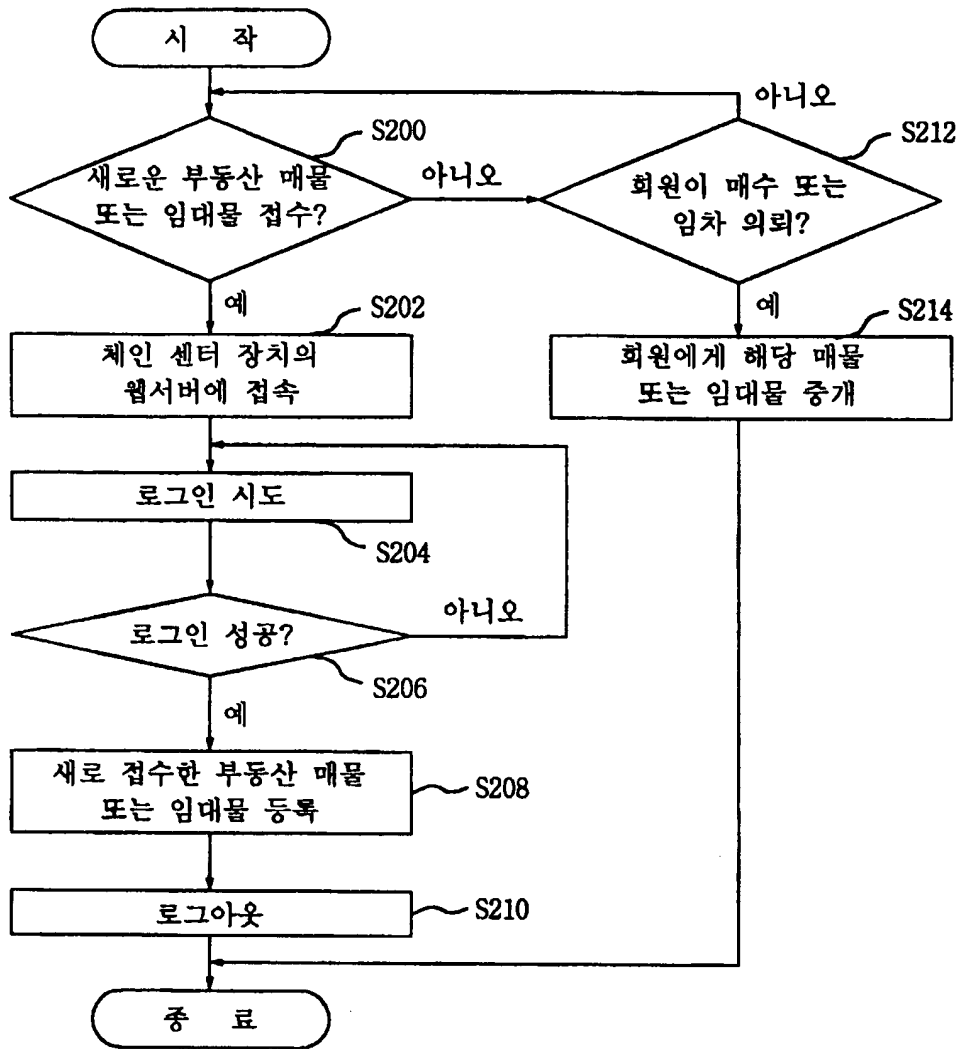 시 작
아니오
S200
S212
새로운 부동산 매물
또는 임대물 접수?
아니오
회원이 매수 또는
임차 의뢰?
예
예
S202
S214
체인 센터 장치의
웹서버에 접속
회원에게 해당 매물
또는 임대물 중개
로그인 시도
S204
로그인 성공?
아니오
S206
예
새로 접수한 부동산 매물
또는 임대물 등록
S208
로그아웃
S210
종 료